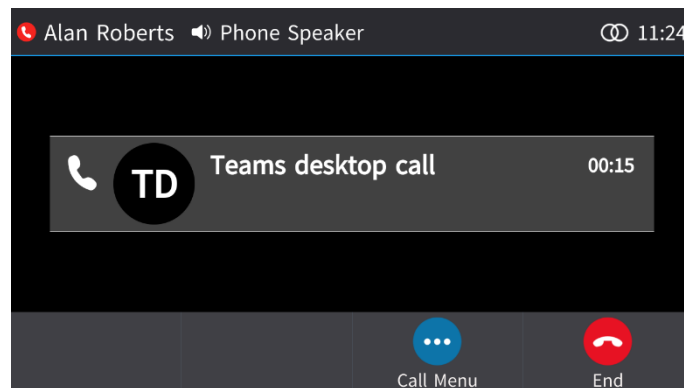 Alan Roberts Phone Speaker 11:24
TD Teams desktop call 00:15
Call Menu End